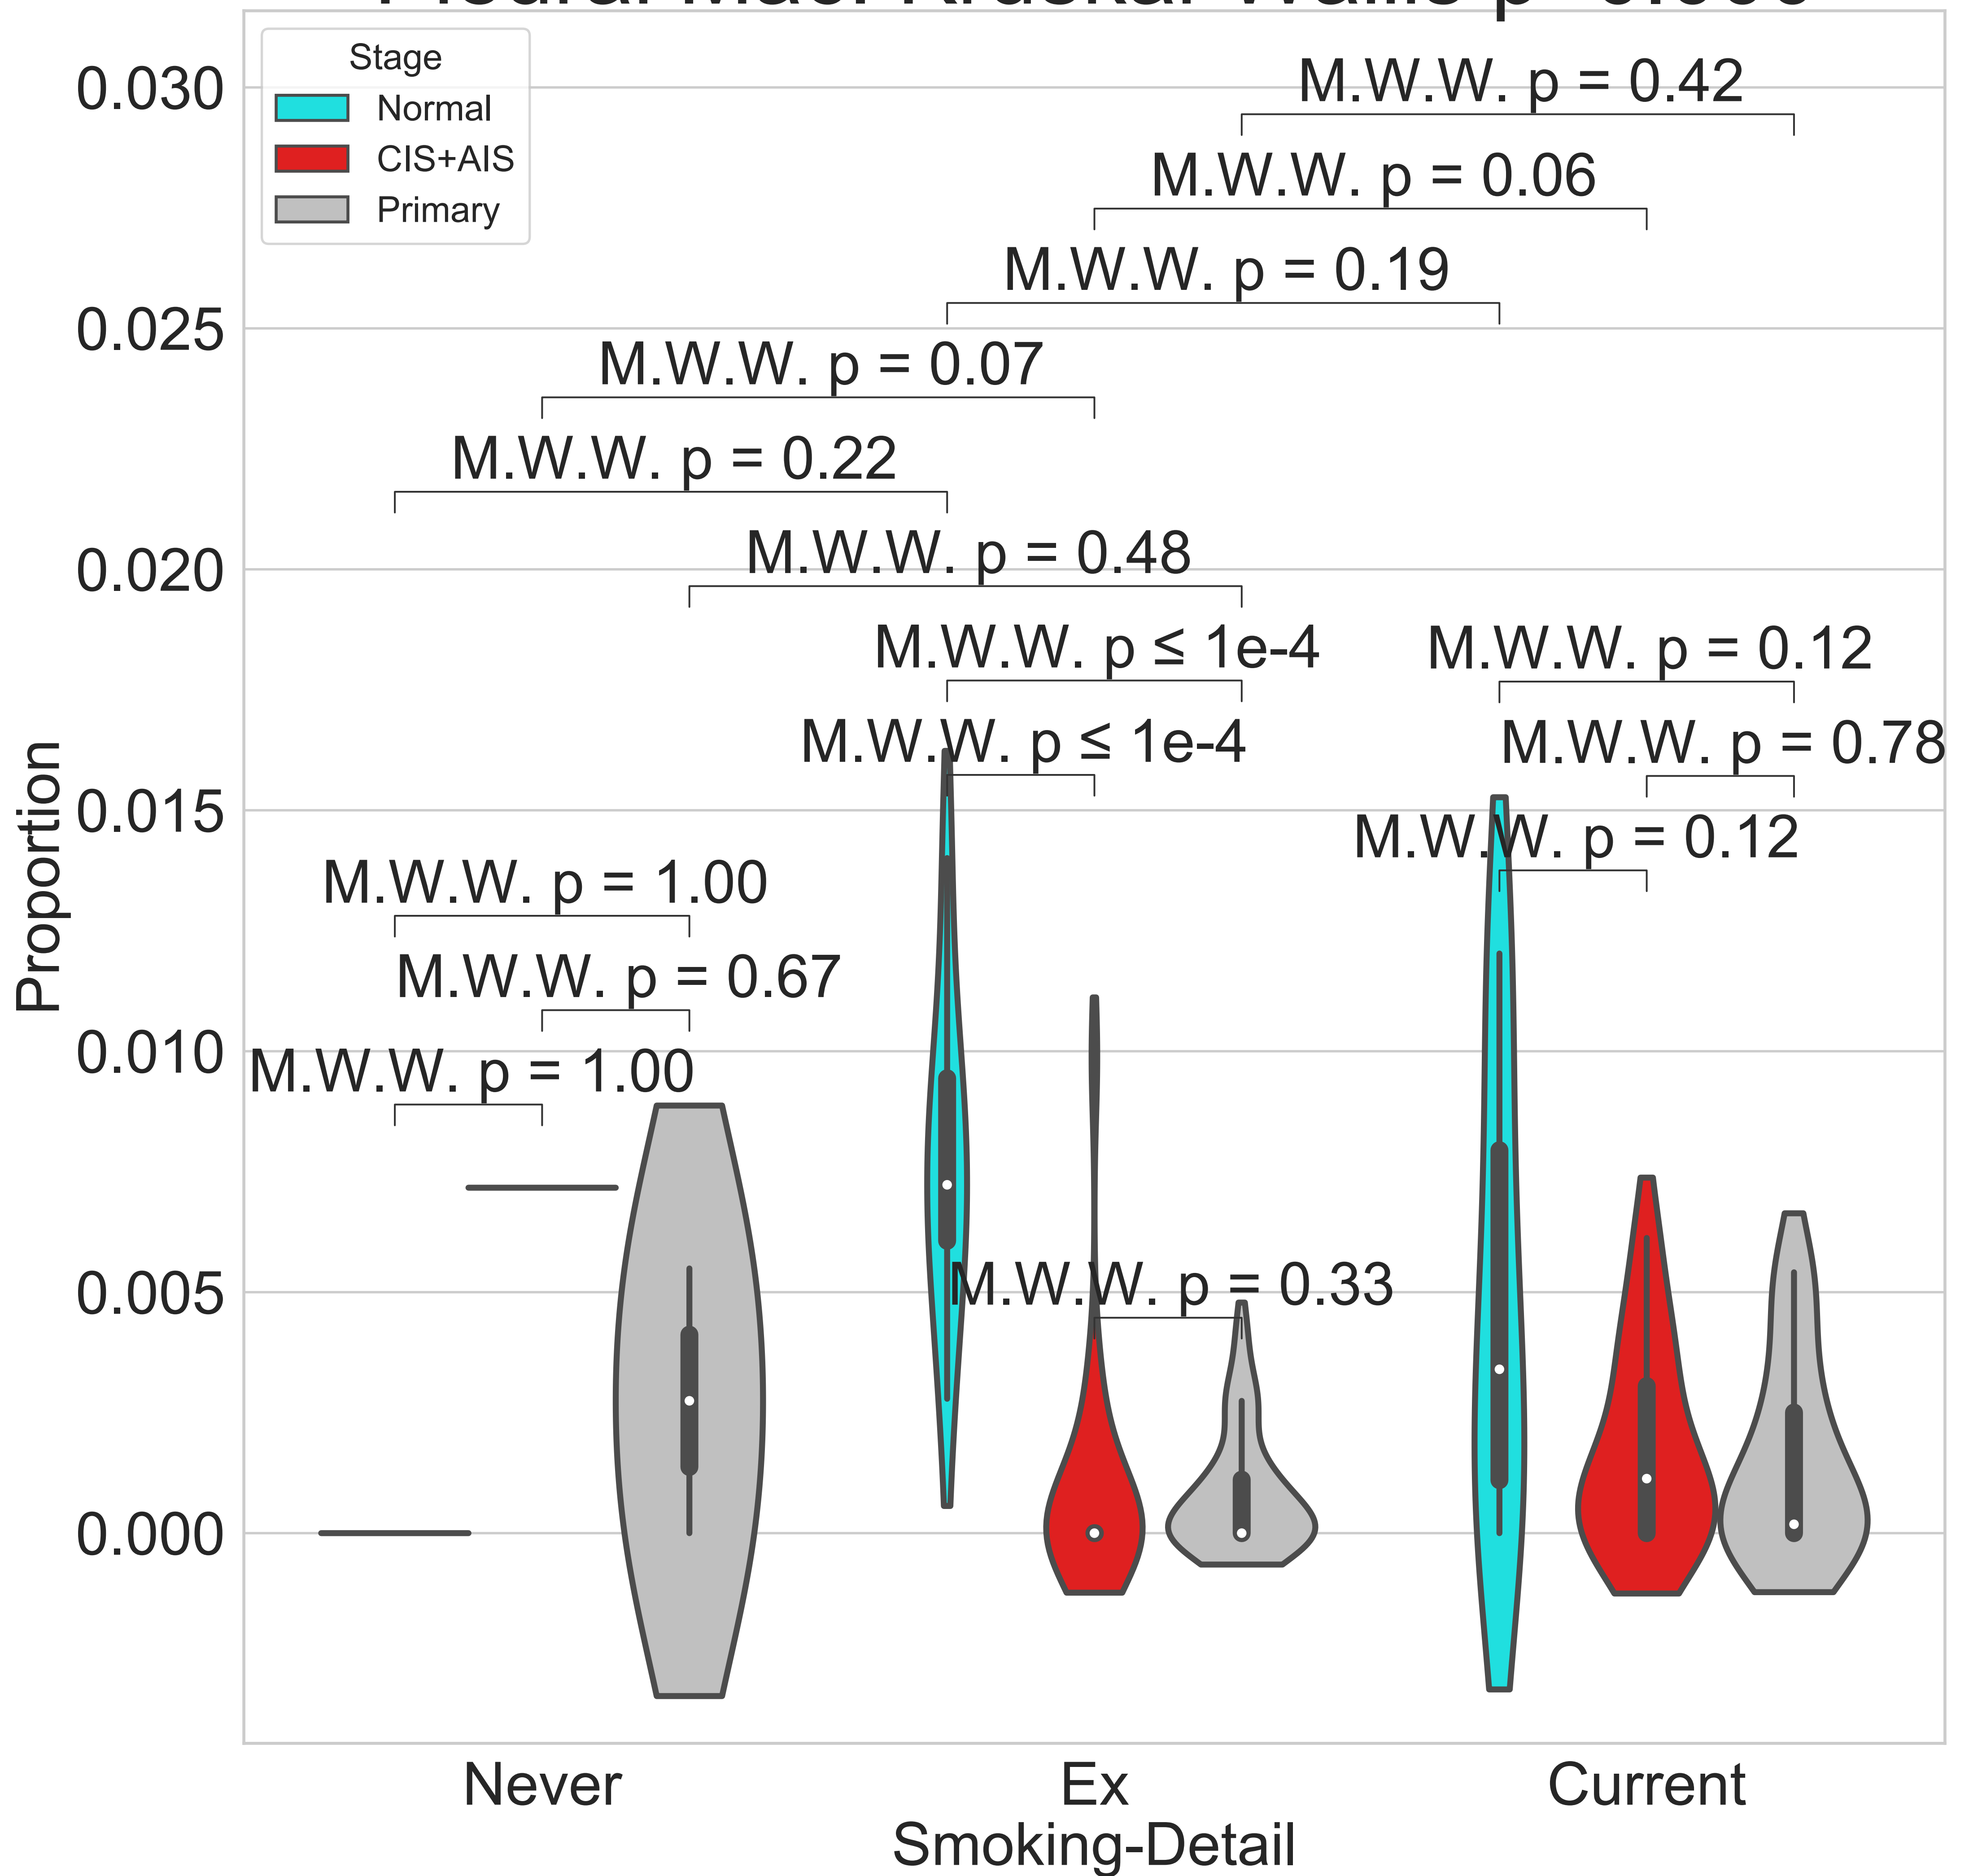 Stage
Normal
CIS+AIS
Primary
0.030
0.025
0.020
0.015
0.010
0.005
0.000
Proportion
M.W.W. p = 0.42
M.W.W. p = 0.06
M.W.W. p = 0.19
M.W.W. p = 0.07
M.W.W. p = 0.22
M.W.W. p = 0.48
M.W.W. p ≤ 1e-4
M.W.W. p = 0.12
M.W.W. p ≤ 1e-4
M.W.W. p = 0.78
M.W.W. p = 0.12
M.W.W. p = 1.00
M.W.W. p = 0.67
M.W.W. p = 1.00
M.W.W. p = 0.33
Never
Ex
Current
Smoking-Detail